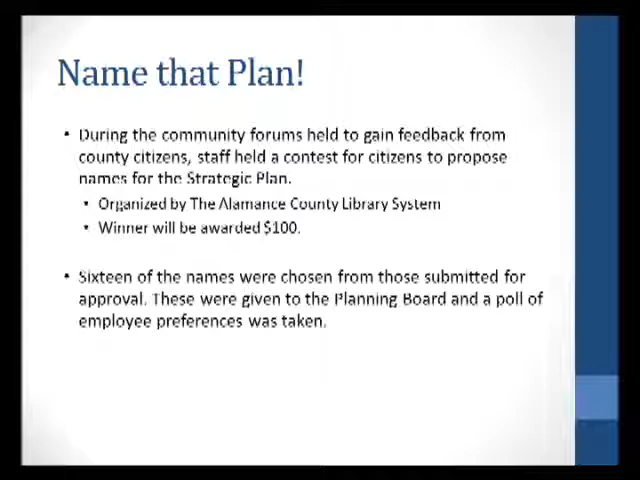 Name that Plan!
• During the community forums held to gain feedback from
county citizens, staff held a contest for citizens to propose
names for the Strategic Plan.
• Organized by The Alamance County Library System
• Winner will be awarded $100.
• Sixteen of the names were chosen from those submitted for
approval. These were given to the Planning Board and a poll of
employee preferences was taken.